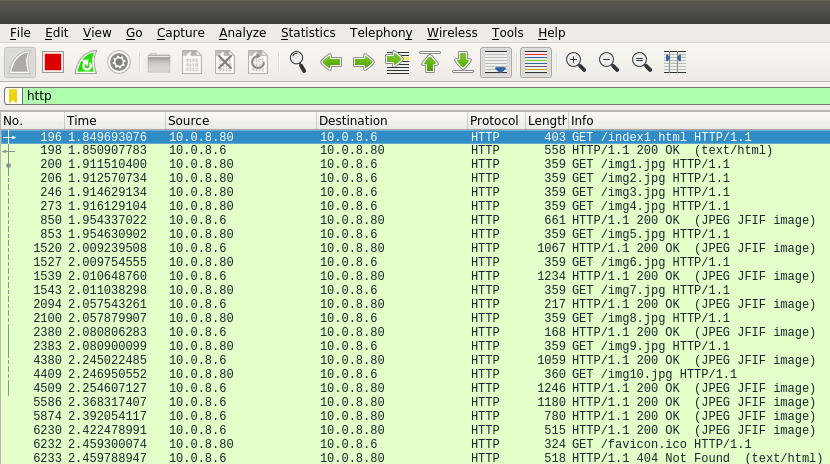 File Edit View Go Capture Analyze Statistics Telephony Wireless Tools Help
http
No. Time Source Destination Protocol Length Info
196 1.849693076 10.0.8.80 10.0.8.6 HTTP 403 GET /index1.html HTTP/1.1
198 1.850907783 10.0.8.6 10.0.8.80 HTTP 558 HTTP/1.1 200 OK (text/html)
200 1.911510400 10.0.8.80 10.0.8.6 HTTP 359 GET /img1.jpg HTTP/1.1
206 1.912570734 10.0.8.80 10.0.8.6 HTTP 359 GET /img2.jpg HTTP/1.1
246 1.914629134 10.0.8.80 10.0.8.6 HTTP 359 GET /img3.jpg HTTP/1.1
273 1.916129104 10.0.8.80 10.0.8.6 HTTP 359 GET /img4.jpg HTTP/1.1
850 1.954337022 10.0.8.6 10.0.8.80 HTTP 661 HTTP/1.1 200 OK (JPEG JFIF image)
853 1.954630902 10.0.8.80 10.0.8.6 HTTP 359 GET /img5.jpg HTTP/1.1
1520 2.009239508 10.0.8.6 10.0.8.80 HTTP 1067 HTTP/1.1 200 OK (JPEG JFIF image)
1527 2.009754555 10.0.8.80 10.0.8.6 HTTP 359 GET /img6.jpg HTTP/1.1
1539 2.010648760 10.0.8.6 10.0.8.80 HTTP 1234 HTTP/1.1 200 OK (JPEG JFIF image)
1543 2.011038298 10.0.8.80 10.0.8.6 HTTP 359 GET /img7.jpg HTTP/1.1
2094 2.057543261 10.0.8.6 10.0.8.80 HTTP 217 HTTP/1.1 200 OK (JPEG JFIF image)
2100 2.057879907 10.0.8.80 10.0.8.6 HTTP 359 GET /img8.jpg HTTP/1.1
2380 2.080806283 10.0.8.6 10.0.8.80 HTTP 168 HTTP/1.1 200 OK (JPEG JFIF image)
2383 2.080900099 10.0.8.80 10.0.8.6 HTTP 359 GET /img9.jpg HTTP/1.1
4380 2.245022485 10.0.8.6 10.0.8.80 HTTP 1059 HTTP/1.1 200 OK (JPEG JFIF image)
4409 2.246950552 10.0.8.80 10.0.8.6 HTTP 360 GET /img10.jpg HTTP/1.1
4509 2.254607127 10.0.8.6 10.0.8.80 HTTP 1246 HTTP/1.1 200 OK (JPEG JFIF image)
5586 2.368317407 10.0.8.6 10.0.8.80 HTTP 1180 HTTP/1.1 200 OK (JPEG JFIF image)
5874 2.392054117 10.0.8.6 10.0.8.80 HTTP 780 HTTP/1.1 200 OK (JPEG JFIF image)
6230 2.422478991 10.0.8.6 10.0.8.80 HTTP 515 HTTP/1.1 200 OK (JPEG JFIF image)
6232 2.459300074 10.0.8.80 10.0.8.6 HTTP 324 GET /favicon.ico HTTP/1.1
6233 2.459788947 10.0.8.6 10.0.8.80 HTTP 518 HTTP/1.1 404 Not Found (text/html)